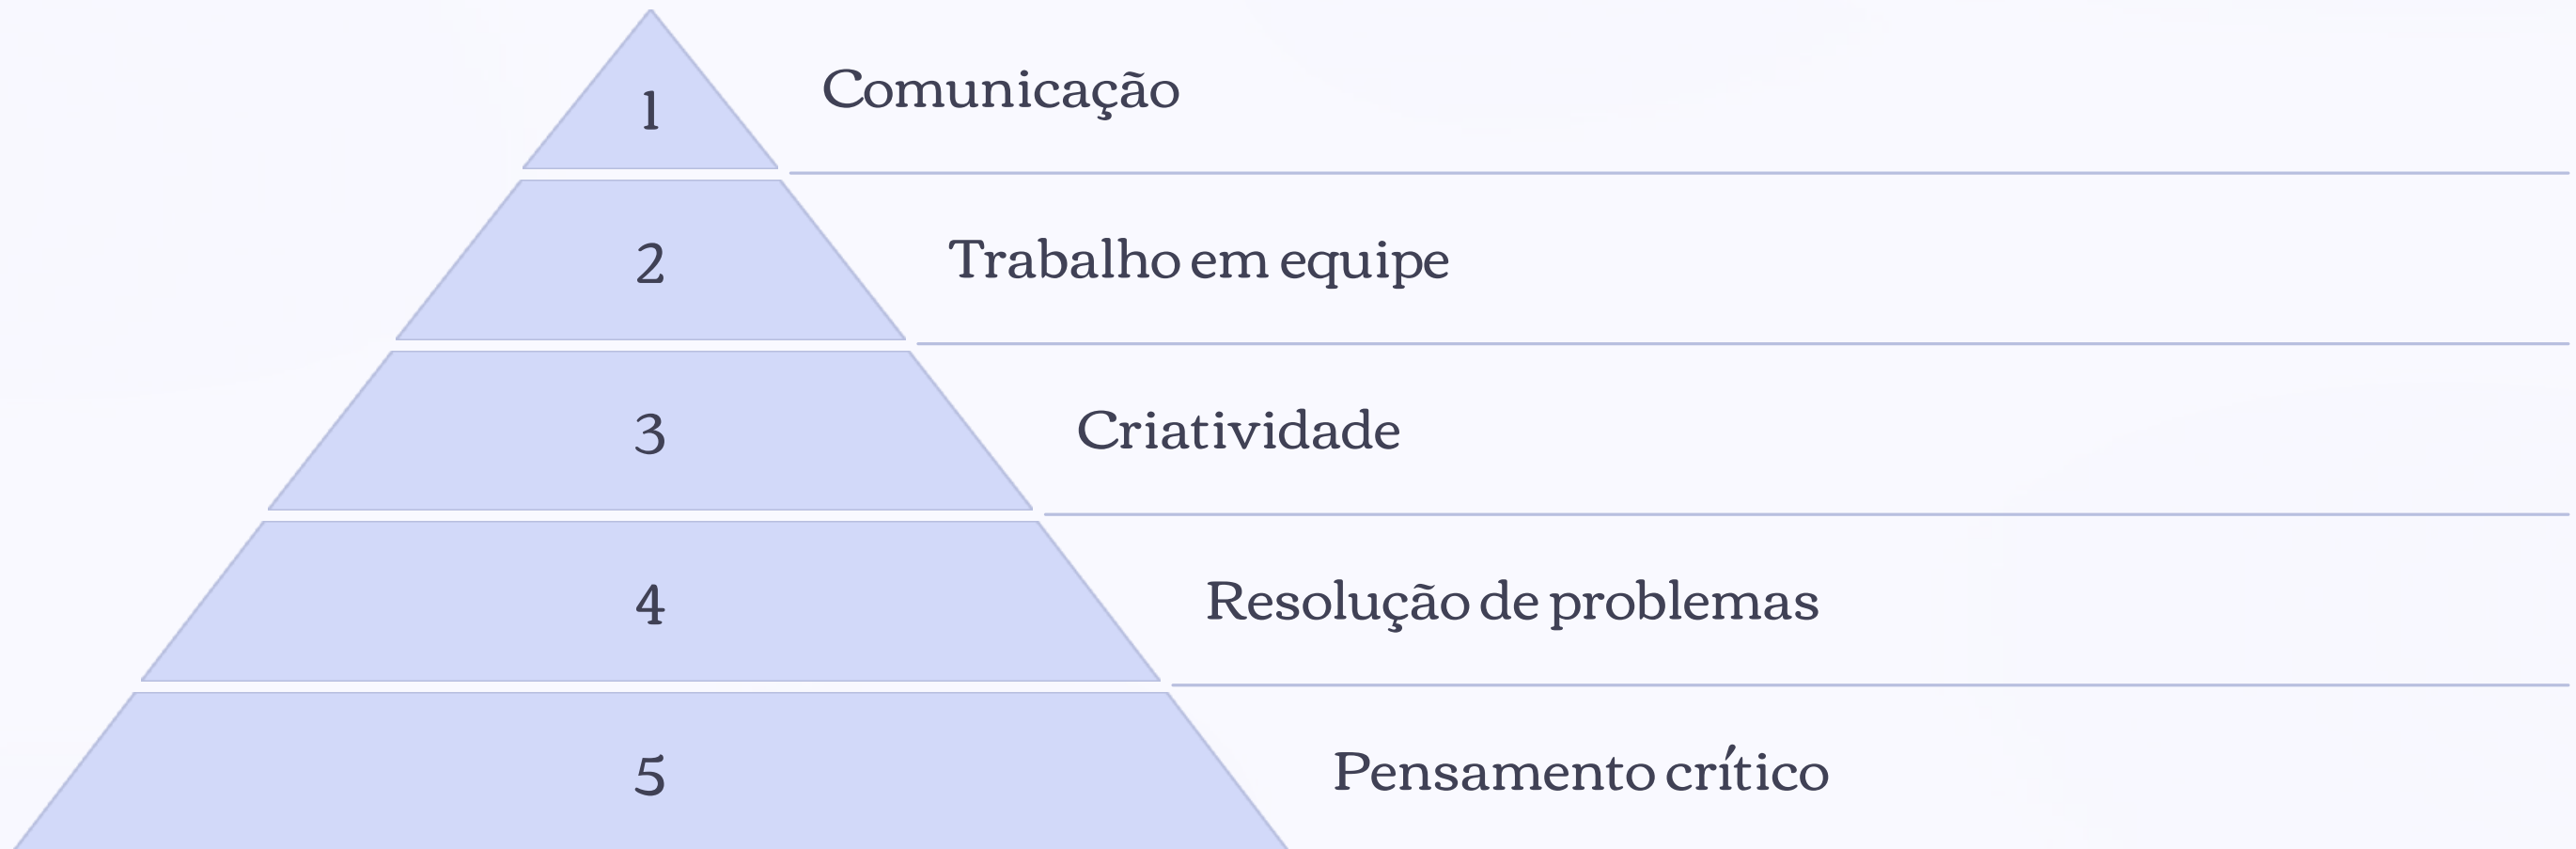 1
Comunicação
2
Trabalho em equipe
3
Criatividade
4
Resolução de problemas
5
Pensamento crítico